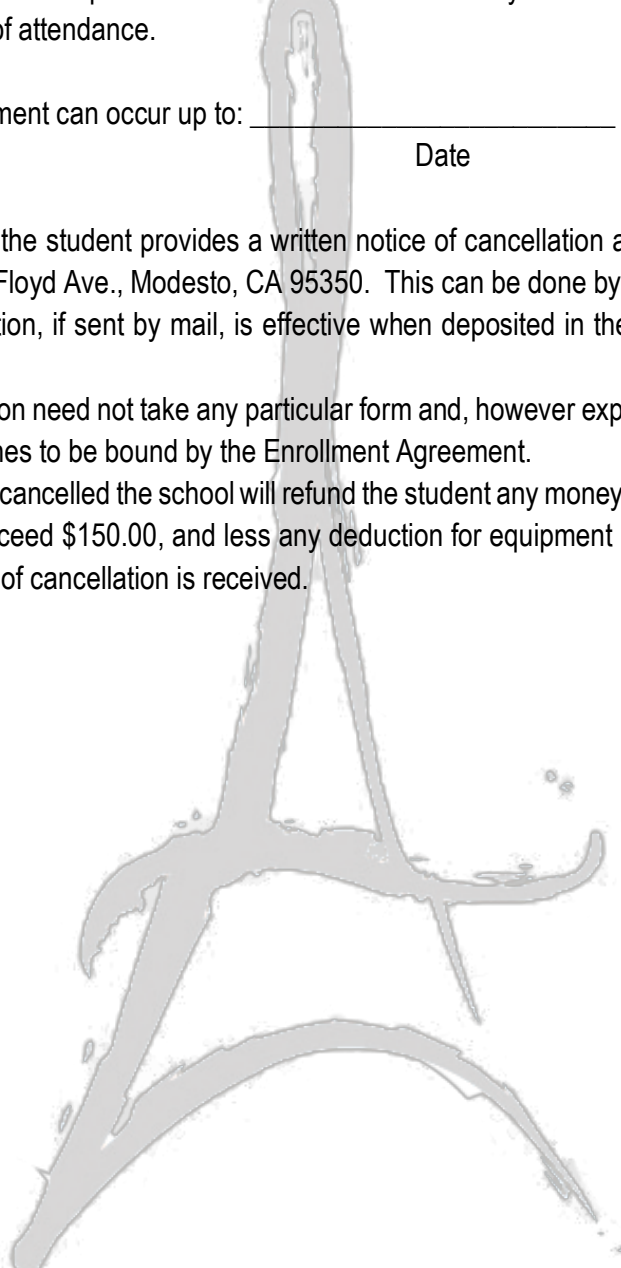 of attendance.
ment can occur up to: _________________________
Date
the student provides a written notice of cancellation a
Floyd Ave., Modesto, CA 95350. This can be done by
tion, if sent by mail, is effective when deposited in the
on need not take any particular form and, however exp
nes to be bound by the Enrollment Agreement.
cancelled the school will refund the student any money
ceed $150.00, and less any deduction for equipment
of cancellation is received.